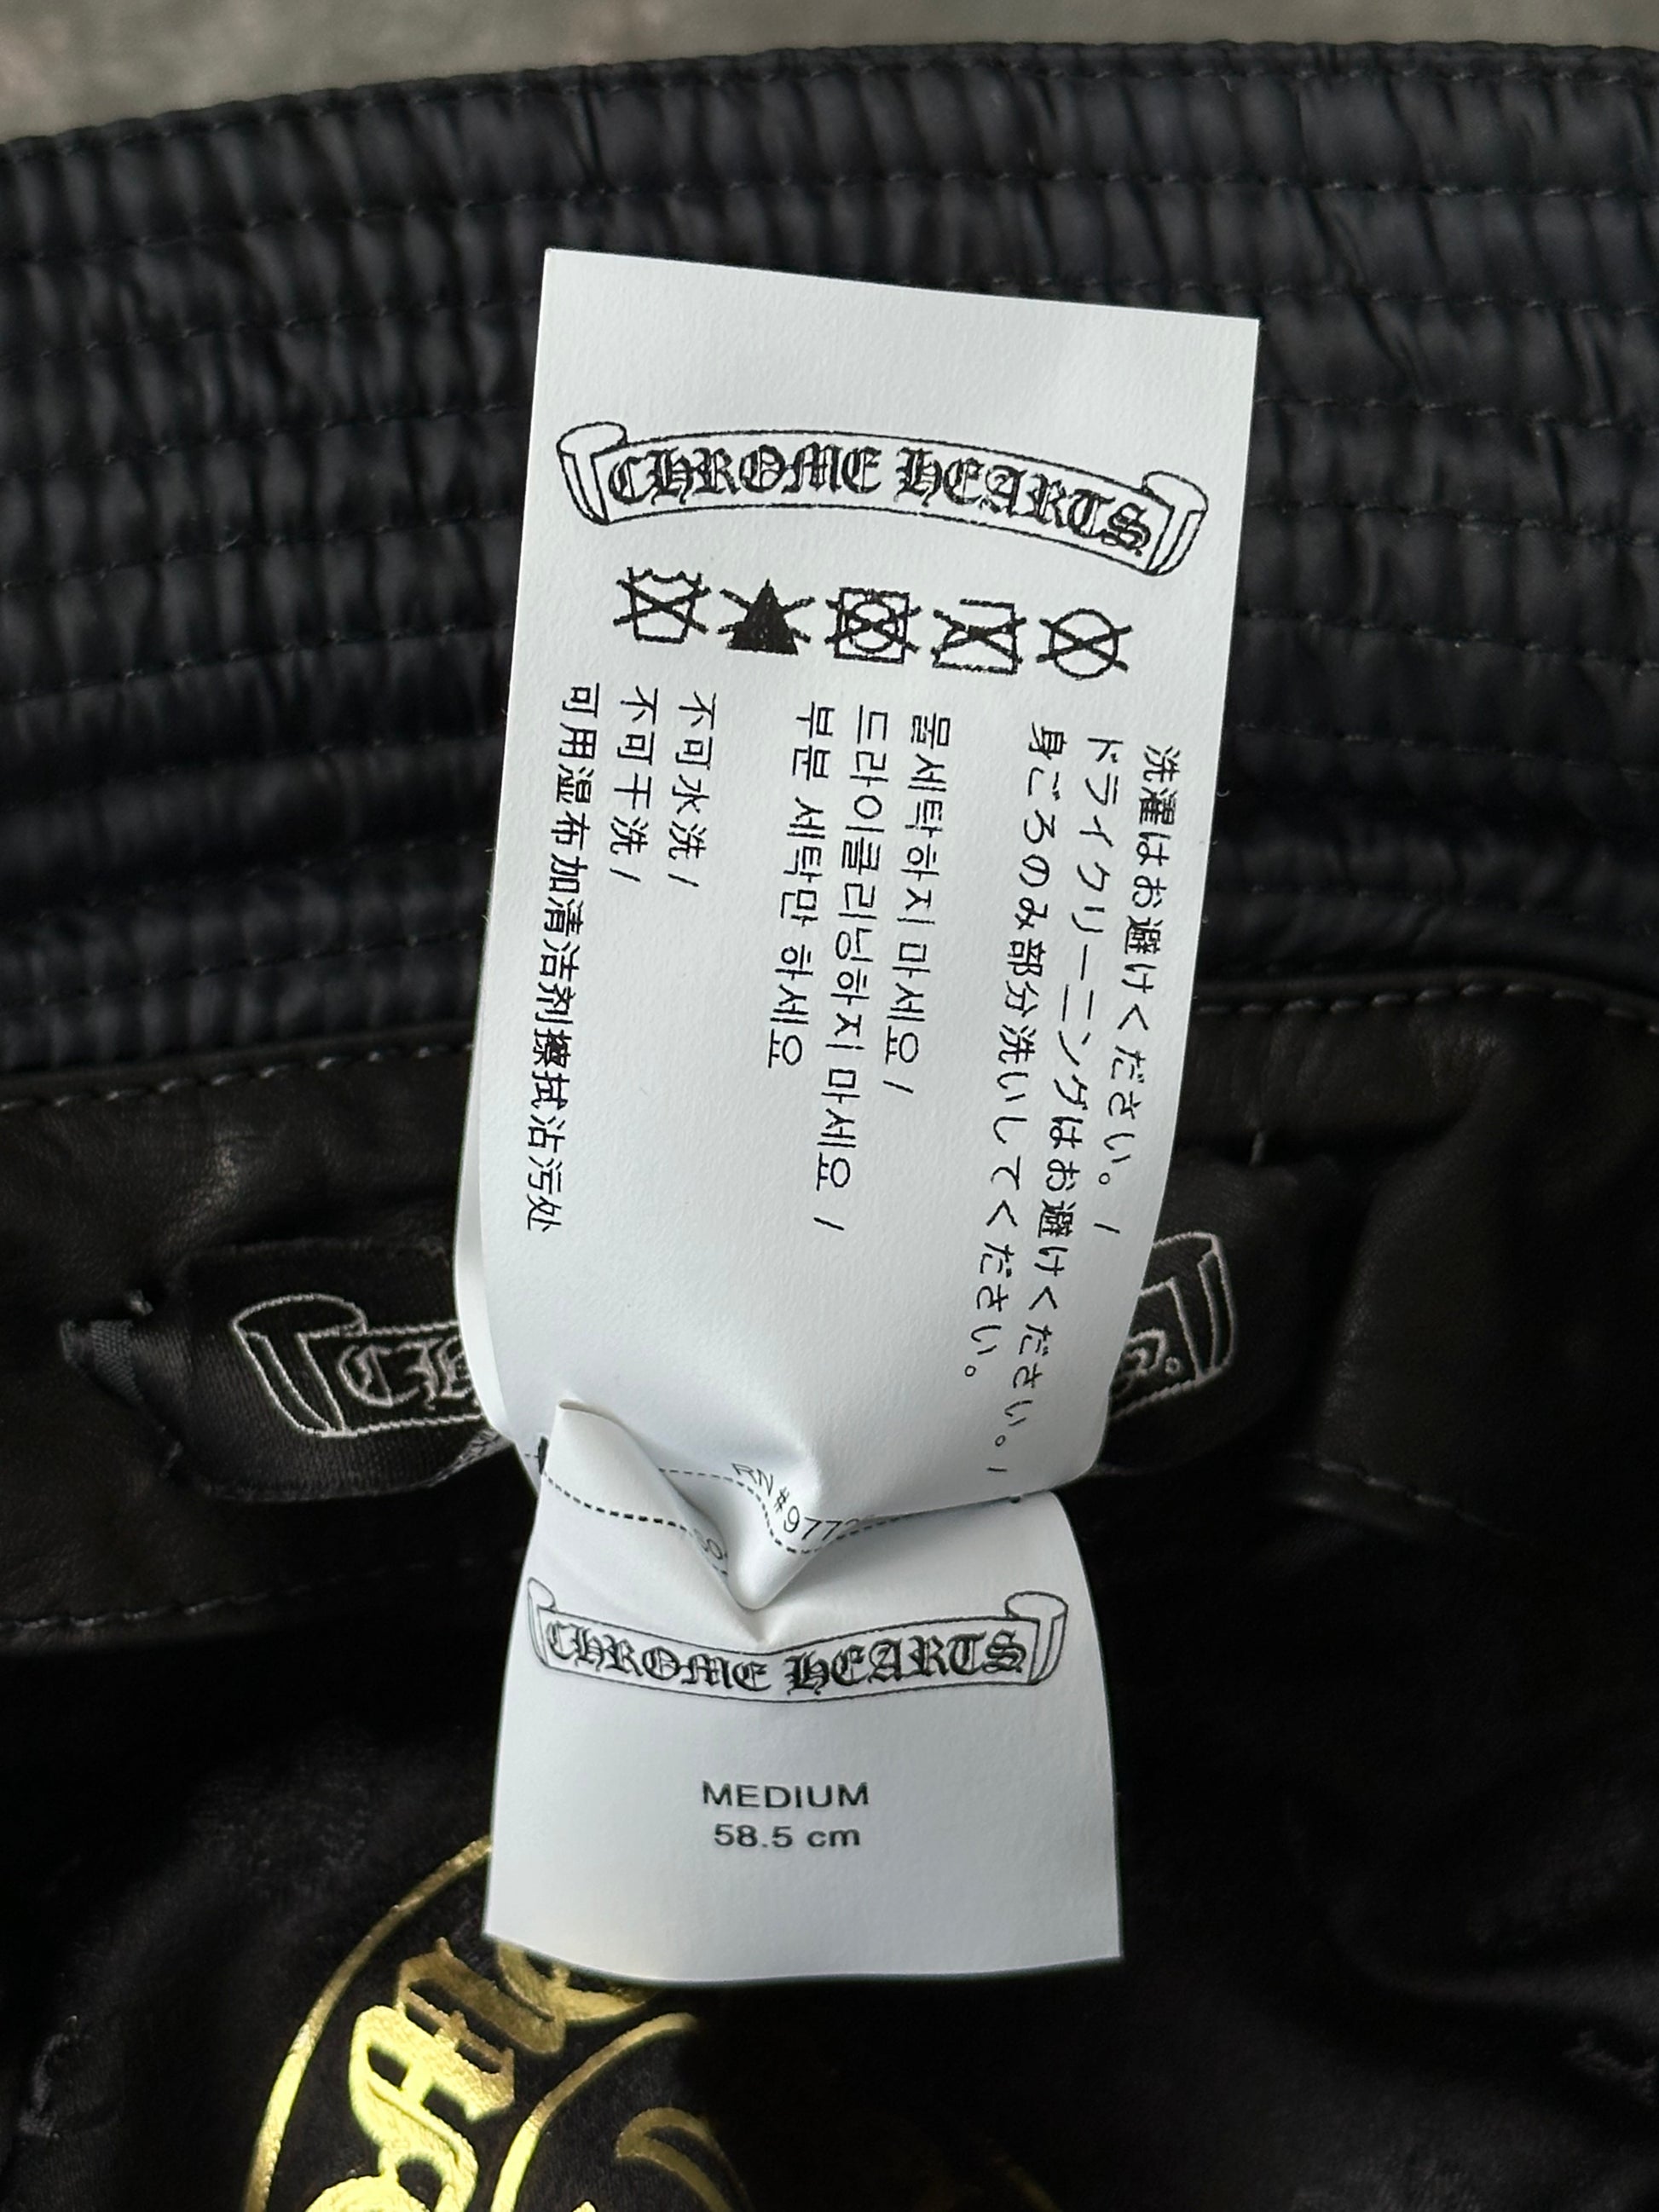 CHROME HEARTS
洗濯はお避けください。/
ドライクリーニングはお避けください。/
身ごろのみ部分洗いしてください。
물세탁하지 마세요 /
드라이클리닝하지 마세요 /
부분 세탁만 하세요
不可水洗 /
不可干洗 /
可用湿布加清洁剂擦拭沾污处
RN#977
CHROME HEARTS
MEDIUM
58.5 cm